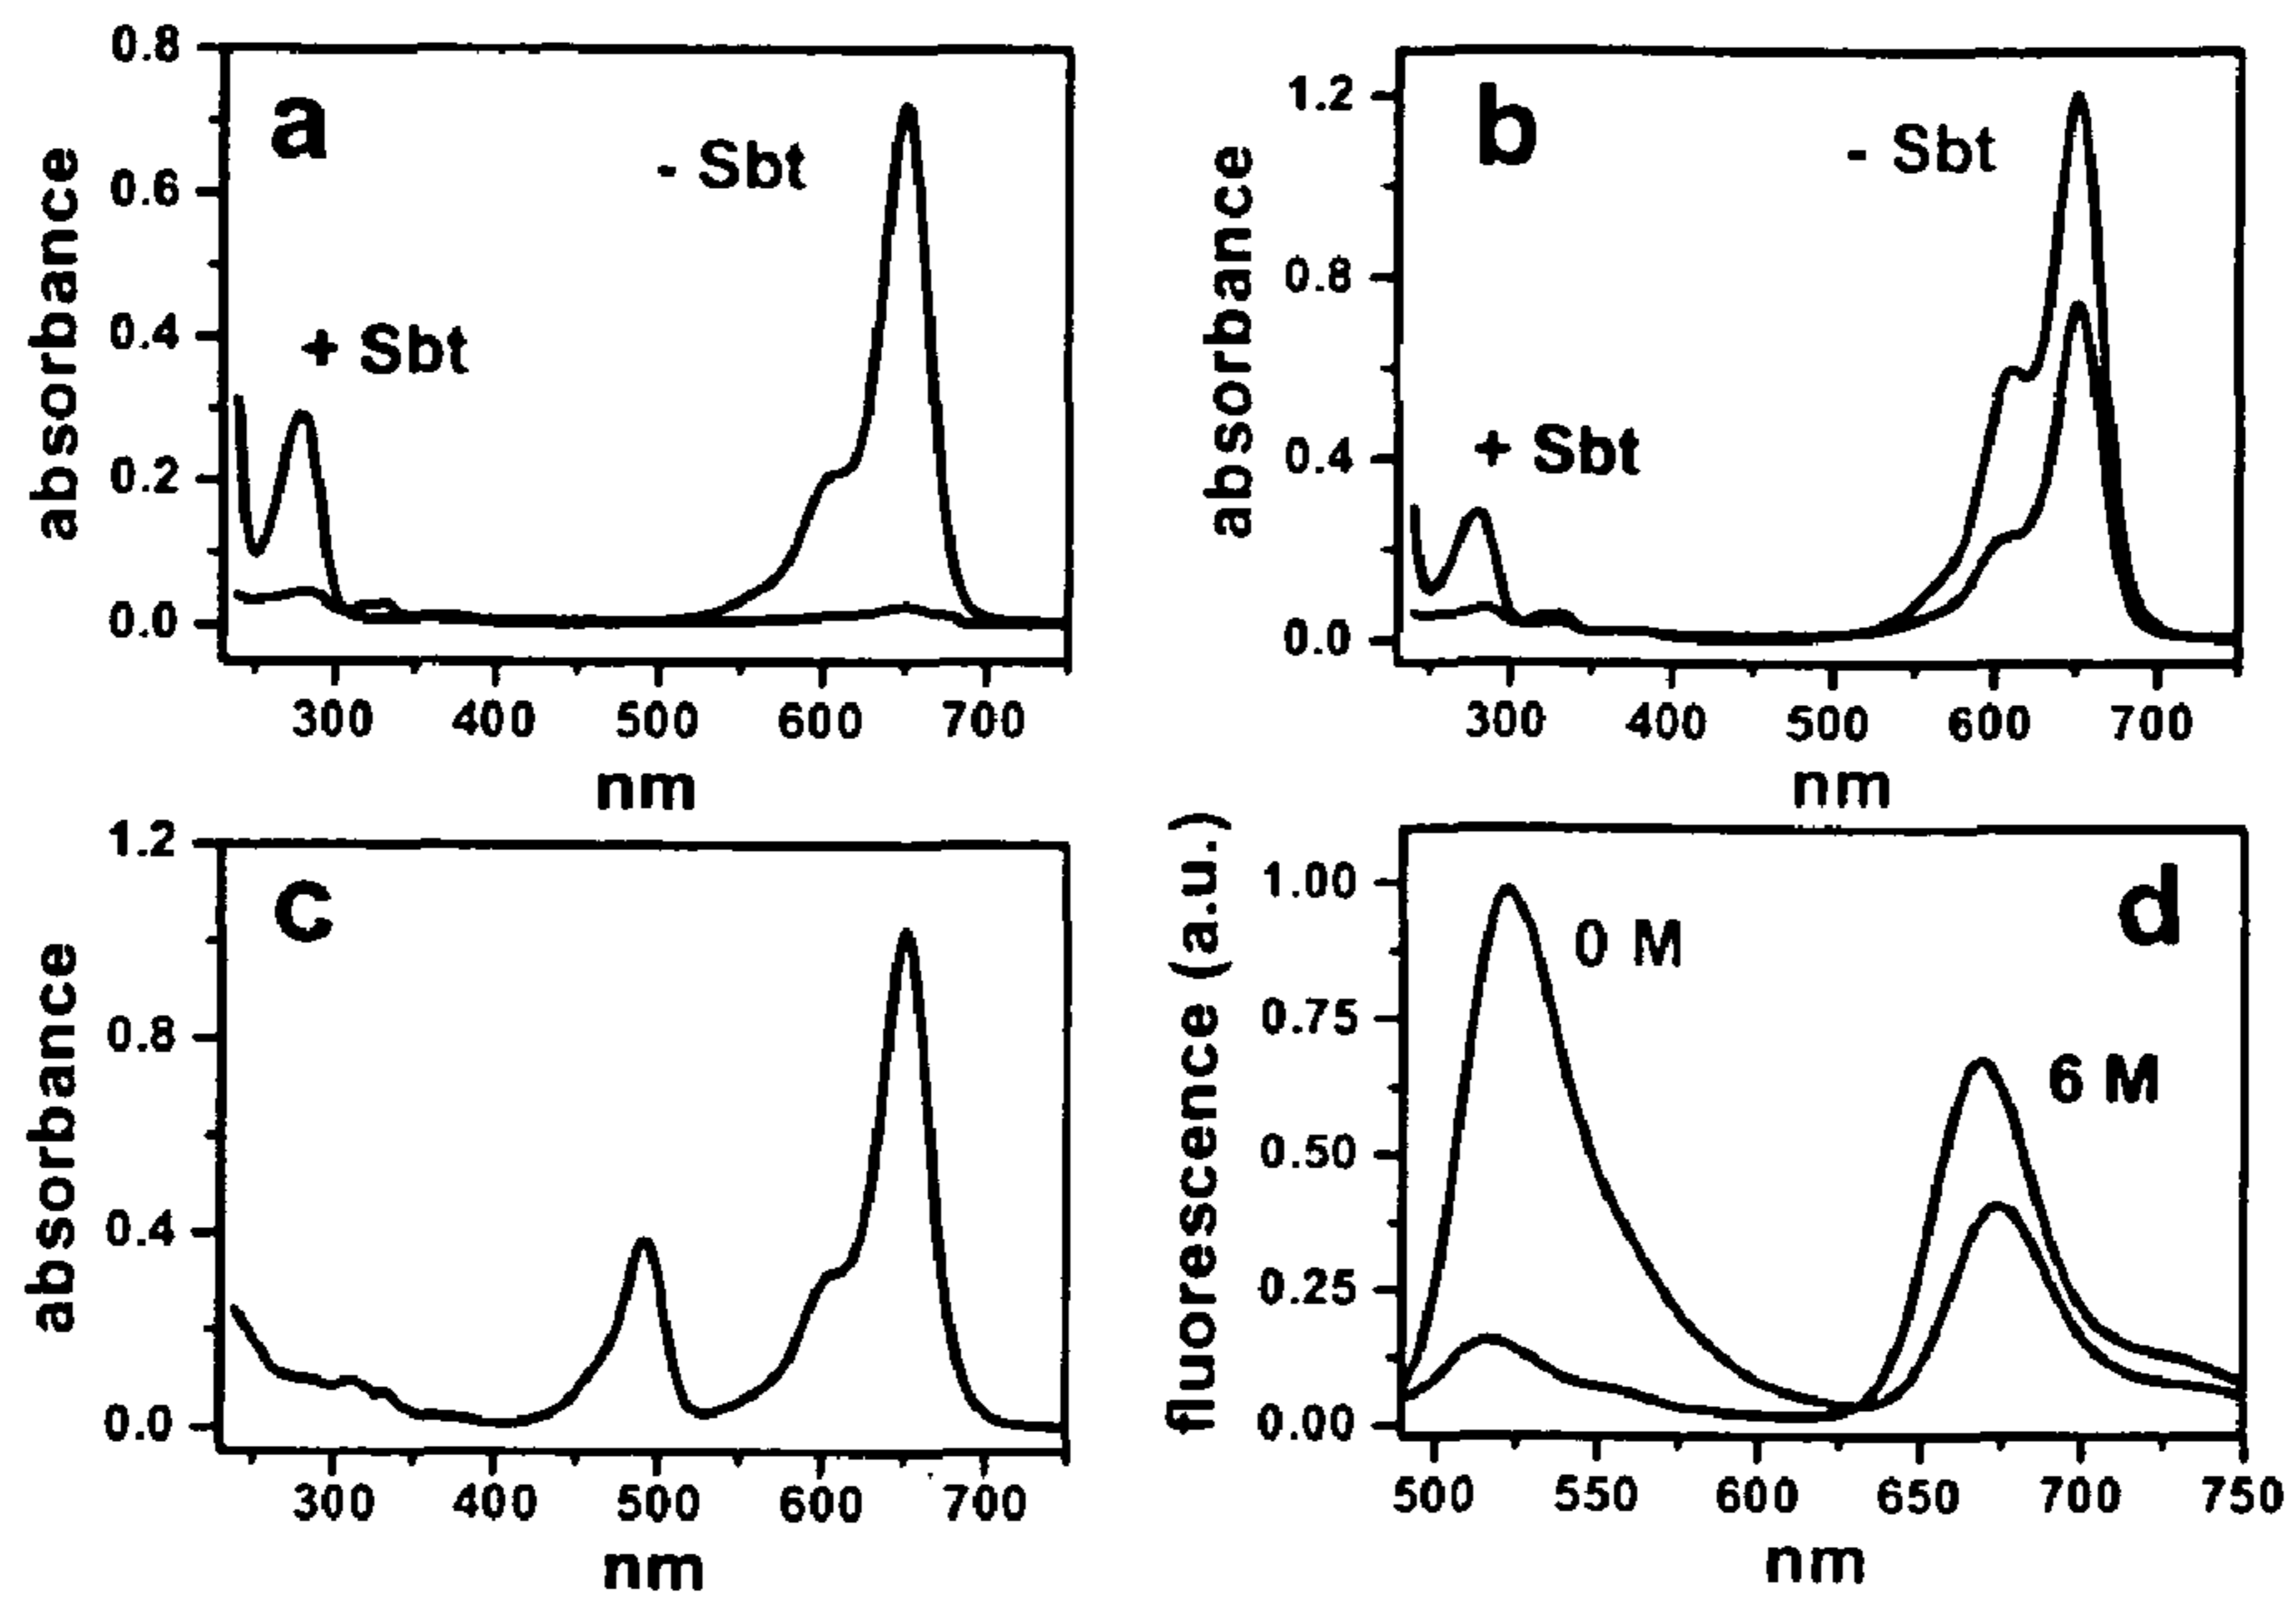 a
- Sbt
+ Sbt
absorbance
0.8
0.6
0.4
0.2
0.0
300 400 500 600 700
nm
b
- Sbt
+ Sbt
absorbance
1.2
0.8
0.4
0.0
300 400 500 600 700
nm
c
absorbance
1.2
0.8
0.4
0.0
300 400 500 600 700
nm
d
0 M
6 M
fluorescence (a.u.)
1.00
0.75
0.50
0.25
0.00
500 550 600 650 700 750
nm